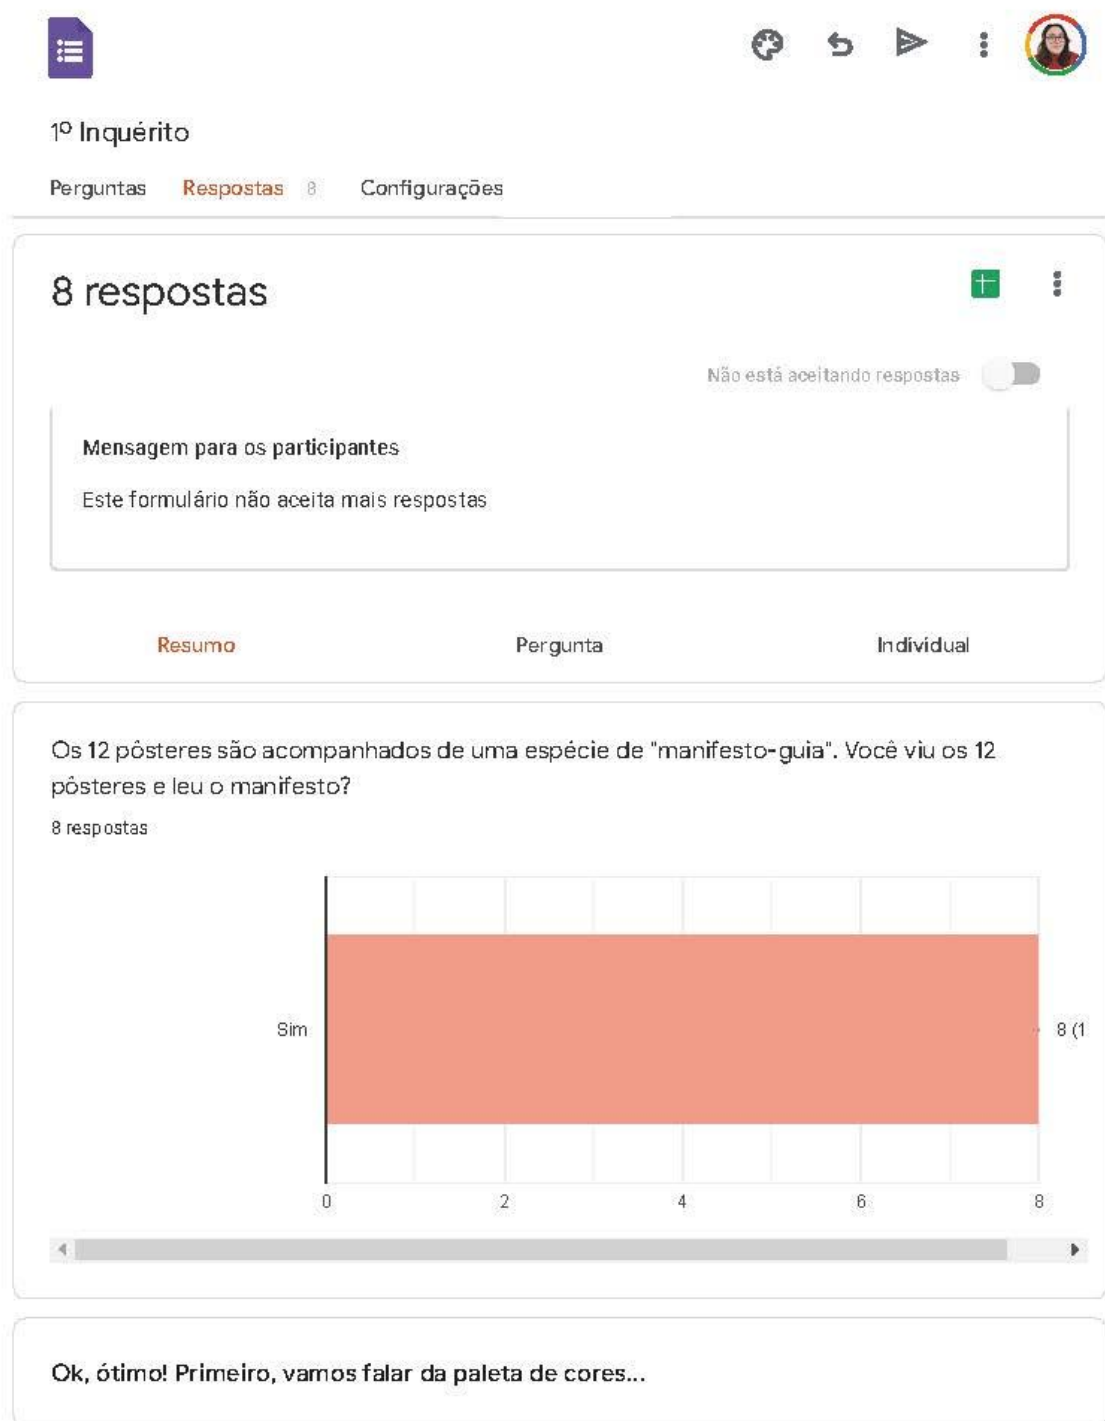 1º Inquérito
Perguntas Respostas 8 Configurações
8 respostas
Não está aceitando respostas
Mensagem para os participantes
Este formulário não aceita mais respostas
Resumo Pergunta Individual
Os 12 pôsteres são acompanhados de uma espécie de "manifesto-guia". Você viu os 12
pôsteres e leu o manifesto?
8 respostas
Sim
8 (1
0 2 4 6 8
Ok, ótimo! Primeiro, vamos falar da paleta de cores...